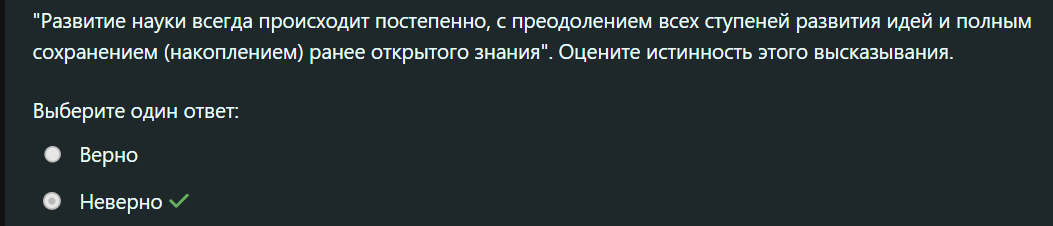 "Развитие науки всегда происходит постепенно, с преодолением всех ступеней развития идей и полным
сохранением (накоплением) ранее открытого знания". Оцените истинность этого высказывания.
Выберите один ответ:
Верно
Неверно